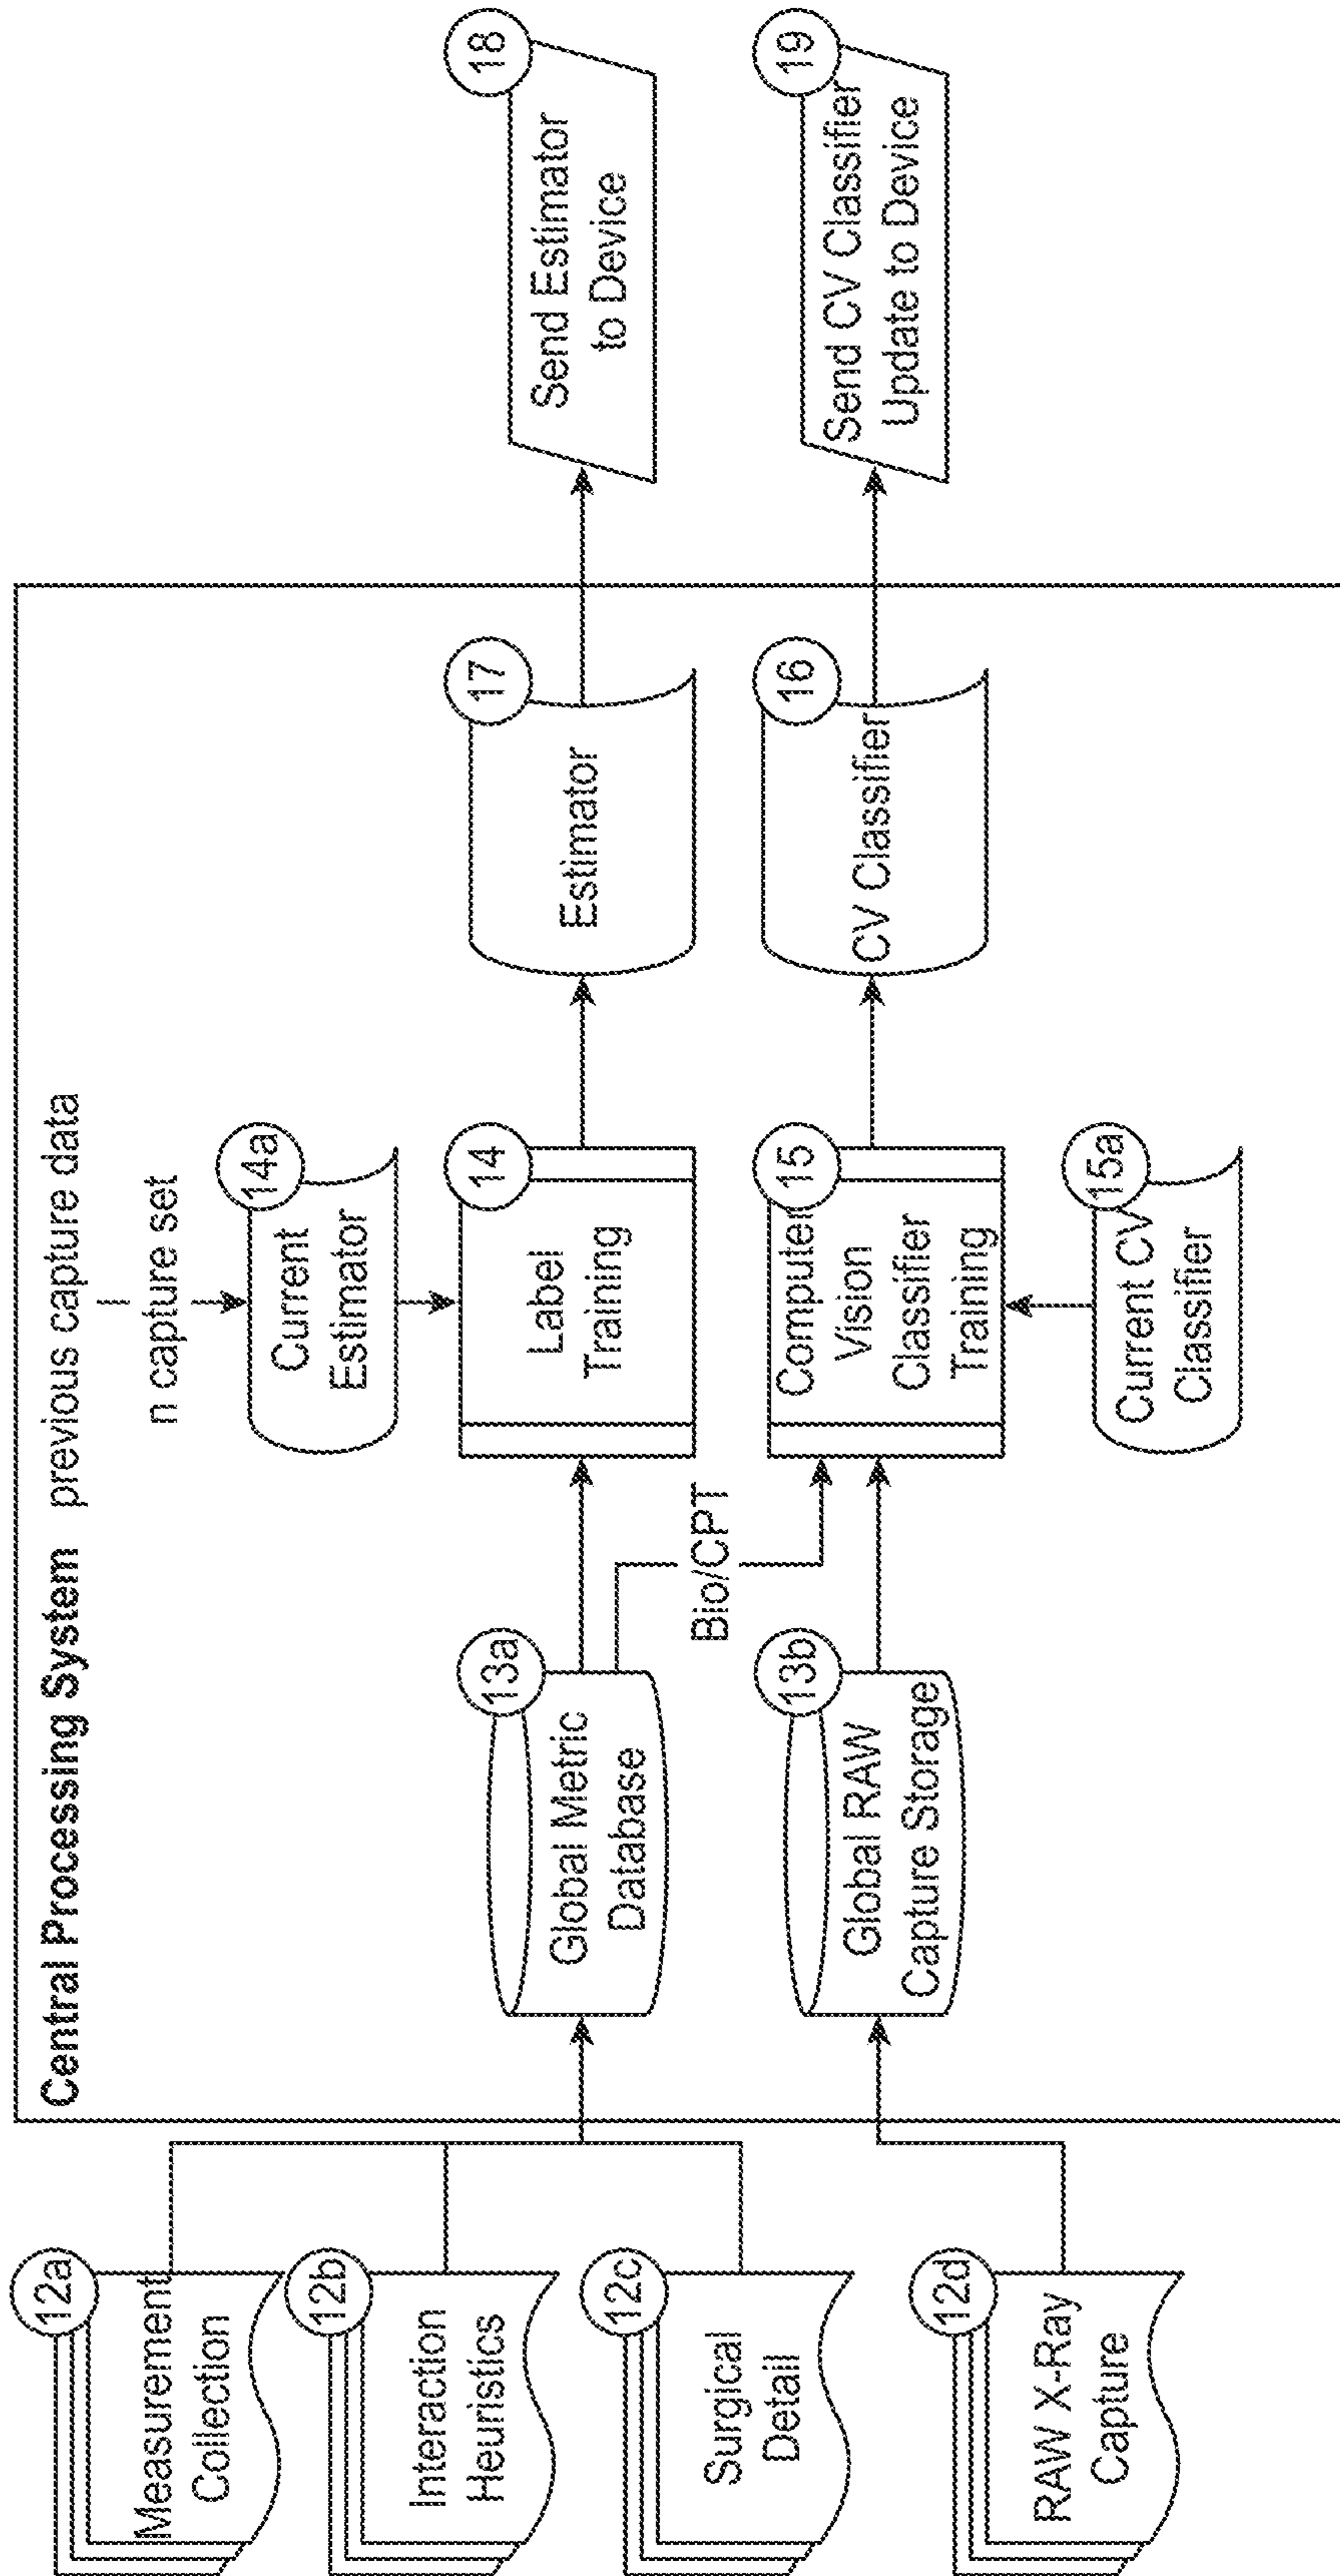 Central Processing System
previous capture data
n capture set
12a
Measurement
Collection
12b
Interaction
Heuristics
12c
Surgical
Detail
12d
RAW X-Ray
Capture
13a
Global Metric
Database
13b
Global RAW
Capture Storage
Bio/CPT
14a
Current
Estimator
14
Label
Training
15
Computer
Vision
Classifier
Training
15a
Current CV
Classifier
17
Estimator
16
CV Classifier
18
Send Estimator
to Device
19
Send CV Classifier
Update to Device